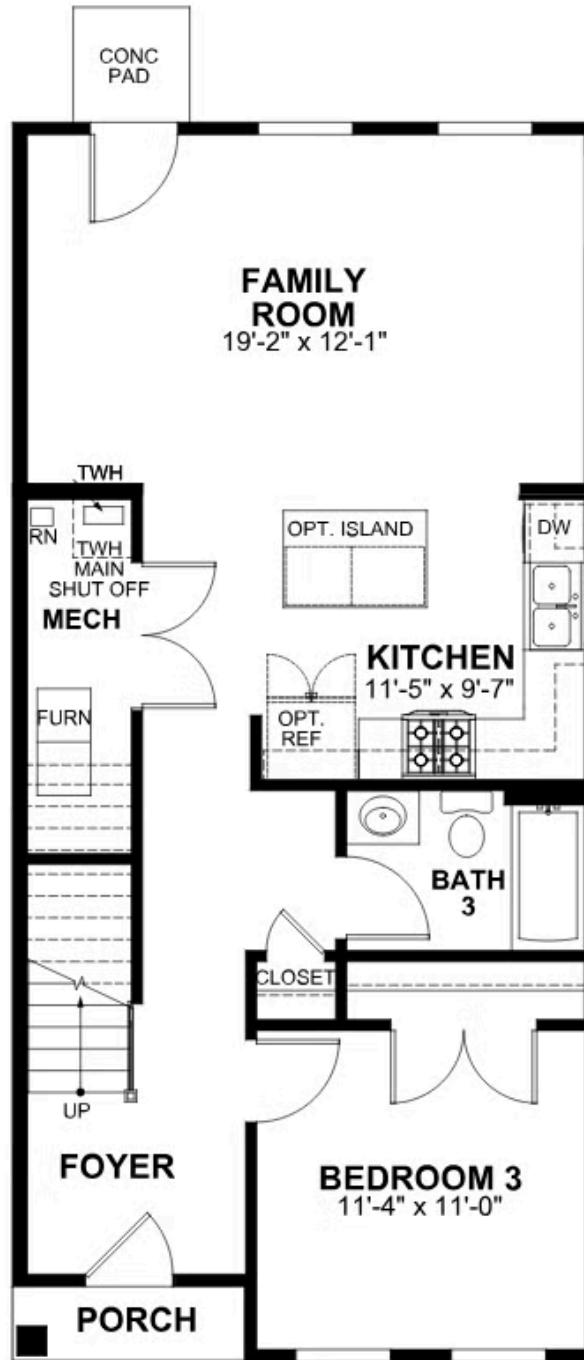 CONC
PAD
FAMILY
ROOM
19'-2" x 12'-1"
TWH
RN
TWH
MAIN
SHUT OFF
MECH
OPT. ISLAND
DW
KITCHEN
11'-5" x 9'-7"
FURN
OPT.
REF
BATH
3
CLOSET
UP
FOYER
BEDROOM 3
11'-4" x 11'-0"
PORCH